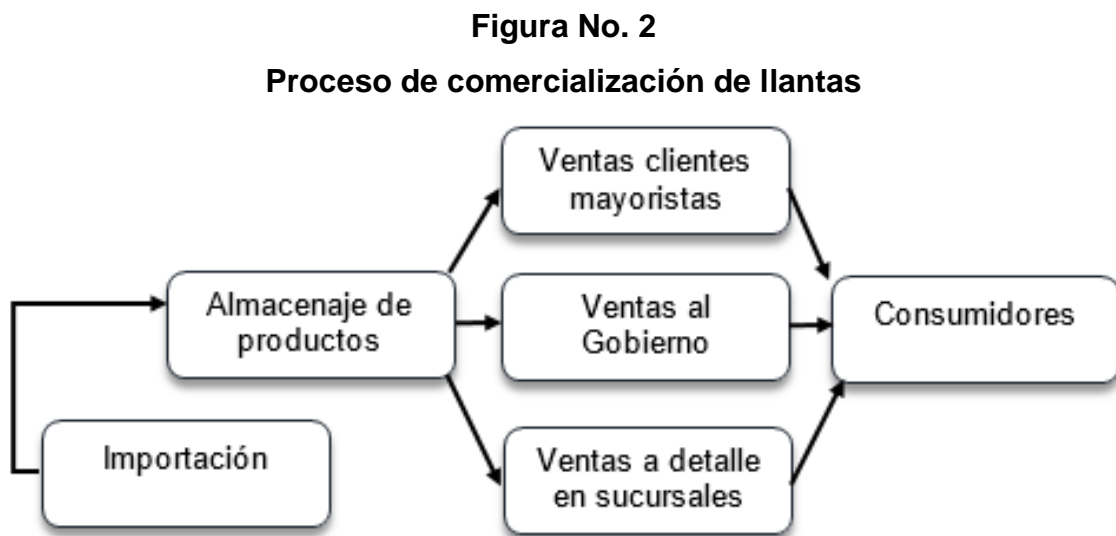 Figura No. 2
Proceso de comercialización de llantas
Ventas clientes
mayoristas
Almacenaje de
productos
Ventas al
Gobierno
Consumidores
Importación
Ventas a detalle
en sucursales